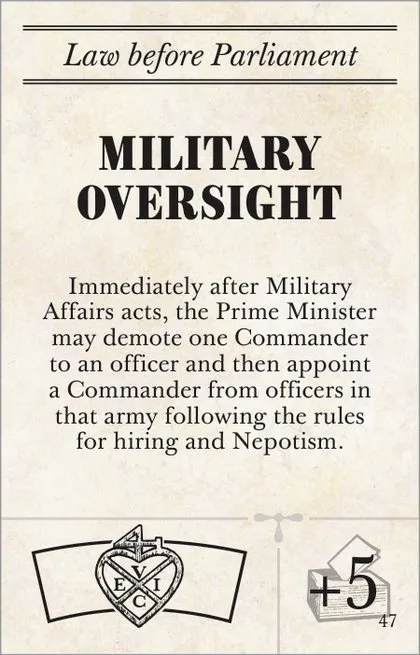 Law before Parliament
MILITARY
OVERSIGHT
Immediately after Military
Affairs acts, the Prime Minister
may demote one Commander
to an officer and then appoint
a Commander from officers in
that army following the rules
for hiring and Nepotism.
V
E I
C
+5
47